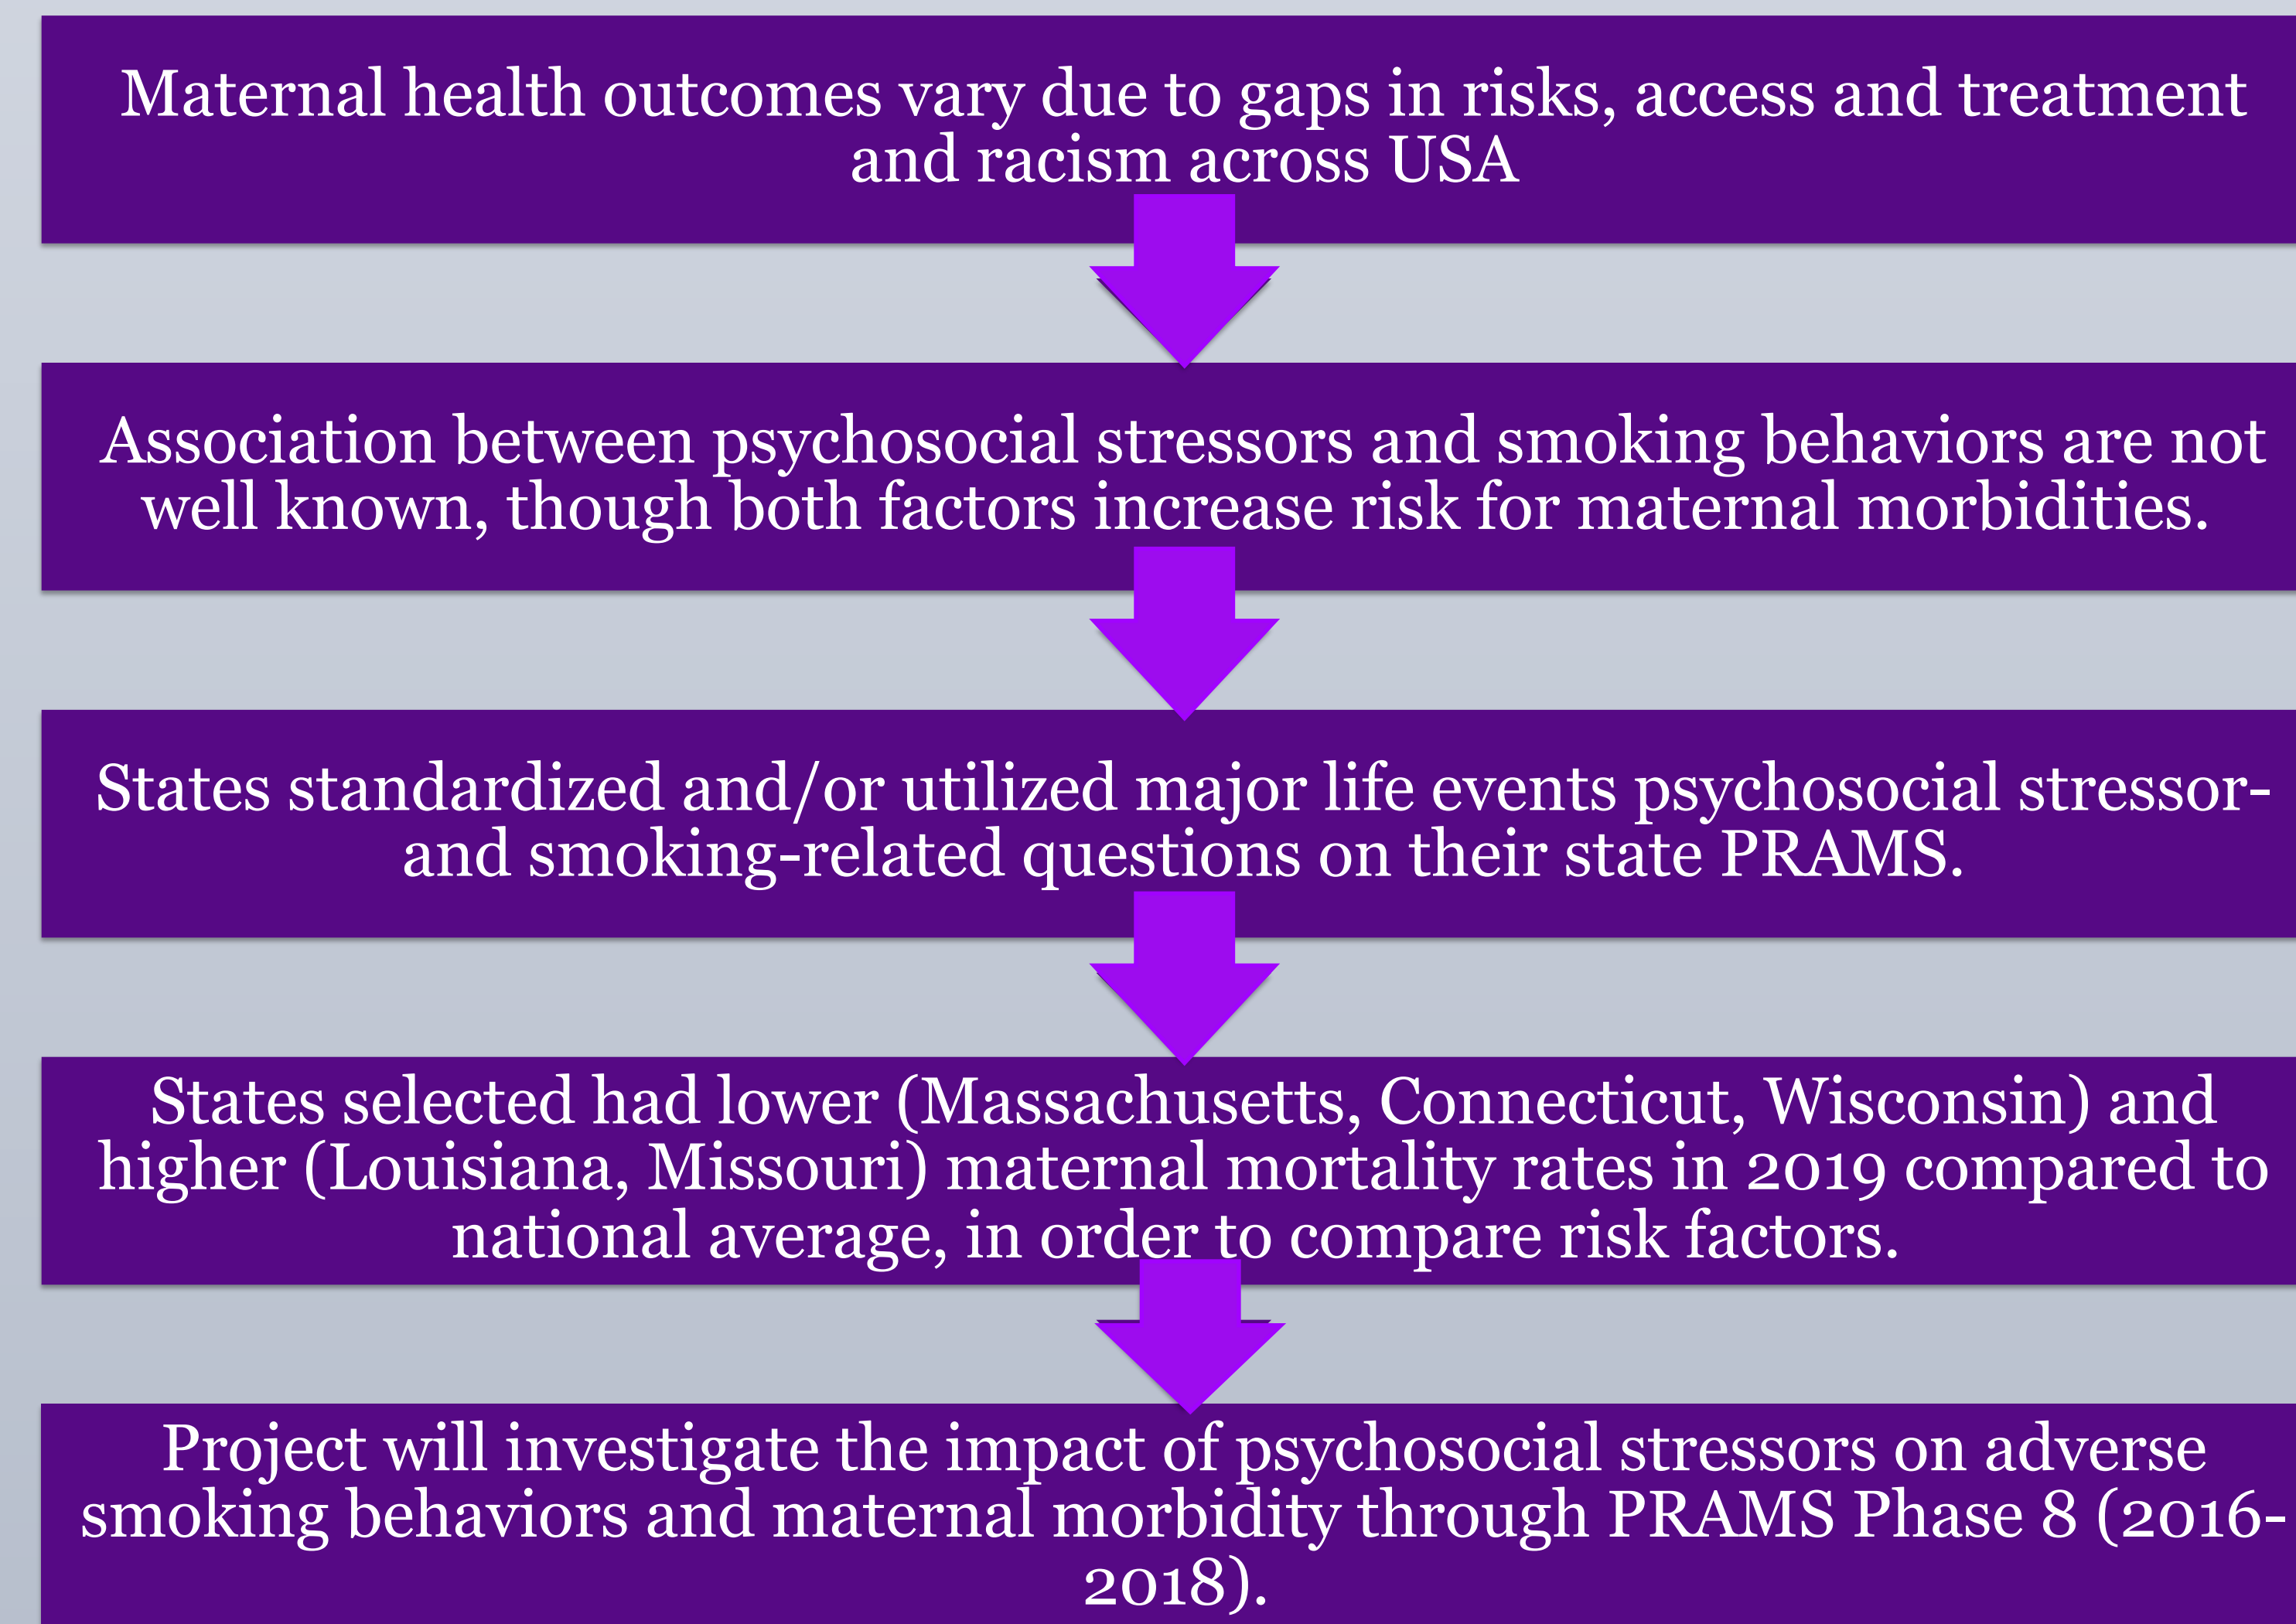 Maternal health outcomes vary due to gaps in risks, access and treatment
and racism across USA
Association between psychosocial stressors and smoking behaviors are not
well known, though both factors increase risk for maternal morbidities.
States standardized and/or utilized major life events psychosocial stressor-
and smoking-related questions on their state PRAMS.
States selected had lower (Massachusetts, Connecticut, Wisconsin) and
higher (Louisiana, Missouri) maternal mortality rates in 2019 compared to
national average, in order to compare risk factors.
Project will investigate the impact of psychosocial stressors on adverse
smoking behaviors and maternal morbidity through PRAMS Phase 8 (2016-
2018).